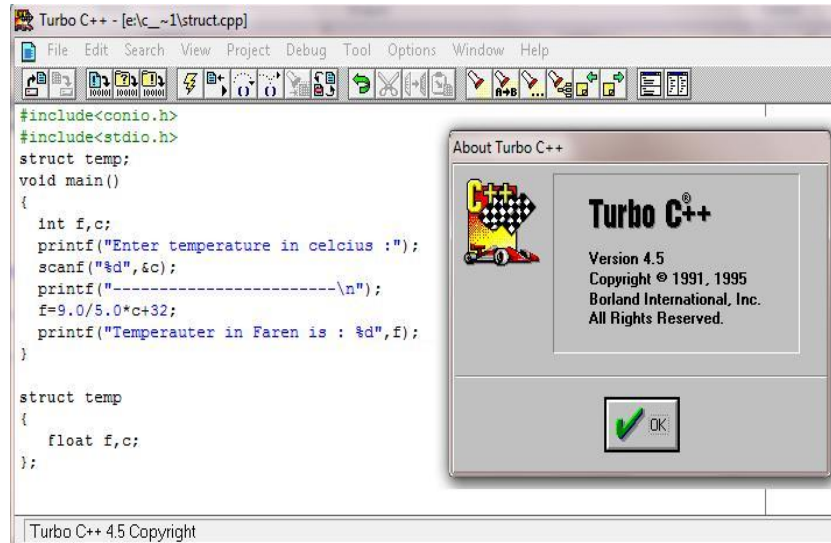 Turbo C++ - [e:\c__~1\struct.cpp]
File Edit Search View Project Debug Tool Options Window Help
#include<conio.h>
#include<stdio.h>
struct temp;
void main()
{
int f,c;
printf("Enter temperature in celcius :");
scanf("%d",&c);
printf("--------------------------\n");
f=9.0/5.0*c+32;
printf("Temperauter in Faren is : %d",f);
}
struct temp
{
float f,c;
};
About Turbo C++
C++
Turbo C++®
Version 4.5
Copyright © 1991, 1995
Borland International, Inc.
All Rights Reserved.
OK
Turbo C++ 4.5 Copyright